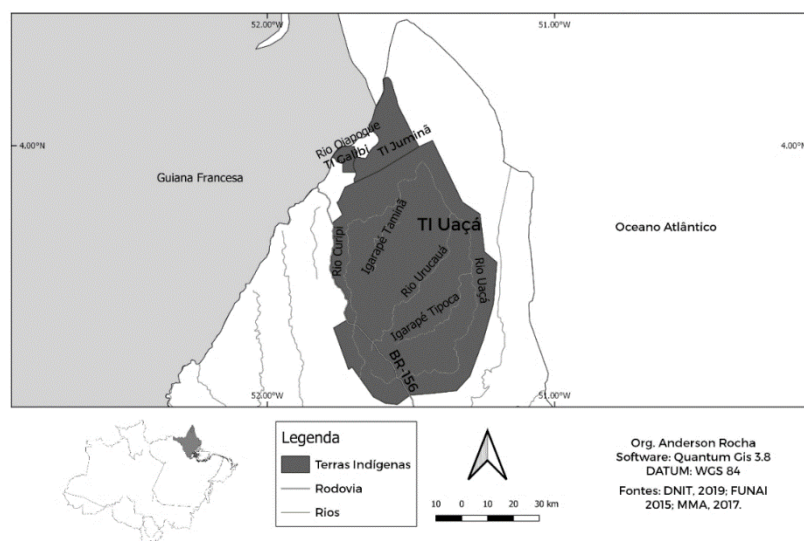 52.00°W
51.00°W
4.00°N
4.00°N
Rio Oiapoque
TI Galibi
TI Juminã
Guiana Francesa
TI Uaçá
Oceano Atlântico
Igarapé Taminã
Rio Curipi
Rio Urucauá
Rio Uaçá
Igarapé Tipoca
BR-156
52.00°W
51.00°W
Legenda
Terras Indígenas
Rodovia
Rios
10 0 10 20 30 km
Org. Anderson Rocha
Software: Quantum Gis 3.8
DATUM: WGS 84
Fontes: DNIT, 2019; FUNAI
2015; MMA, 2017.